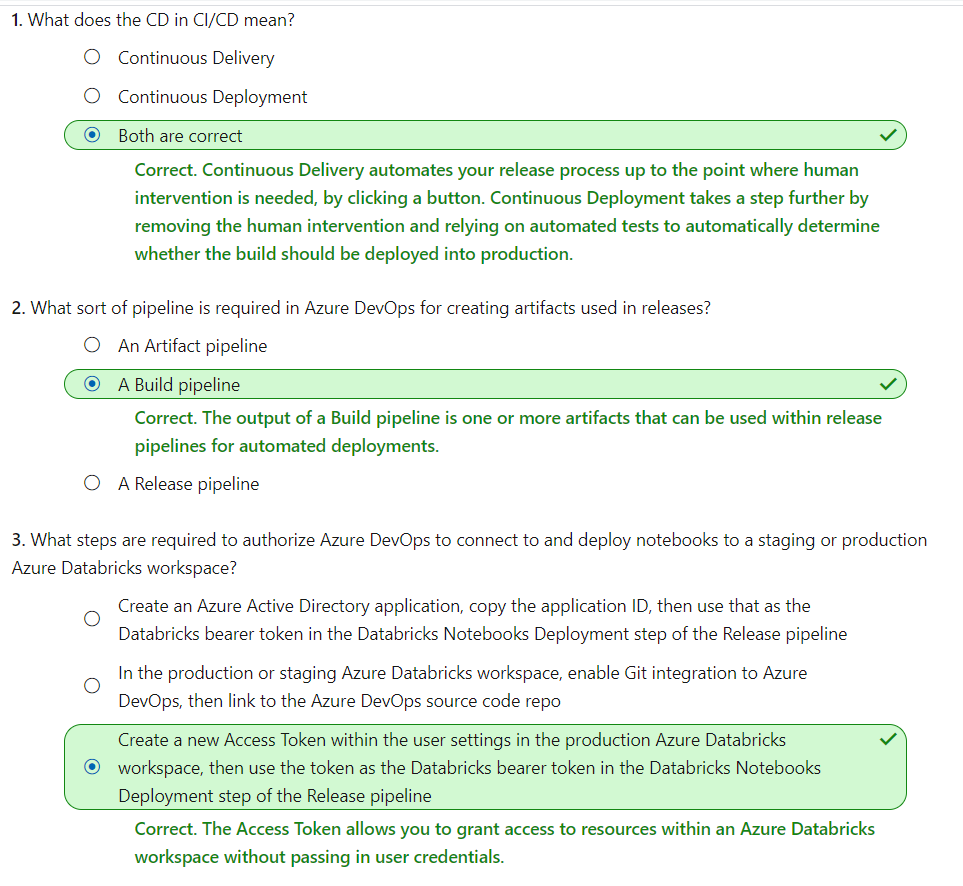 1. What does the CD in CI/CD mean?
Continuous Delivery
Continuous Deployment
Both are correct
Correct. Continuous Delivery automates your release process up to the point where human
intervention is needed, by clicking a button. Continuous Deployment takes a step further by
removing the human intervention and relying on automated tests to automatically determine
whether the build should be deployed into production.
2. What sort of pipeline is required in Azure DevOps for creating artifacts used in releases?
An Artifact pipeline
A Build pipeline
Correct. The output of a Build pipeline is one or more artifacts that can be used within release
pipelines for automated deployments.
A Release pipeline
3. What steps are required to authorize Azure DevOps to connect to and deploy notebooks to a staging or production
Azure Databricks workspace?
Create an Azure Active Directory application, copy the application ID, then use that as the
Databricks bearer token in the Databricks Notebooks Deployment step of the Release pipeline
In the production or staging Azure Databricks workspace, enable Git integration to Azure
DevOps, then link to the Azure DevOps source code repo
Create a new Access Token within the user settings in the production Azure Databricks
workspace, then use the token as the Databricks bearer token in the Databricks Notebooks
Deployment step of the Release pipeline
Correct. The Access Token allows you to grant access to resources within an Azure Databricks
workspace without passing in user credentials.